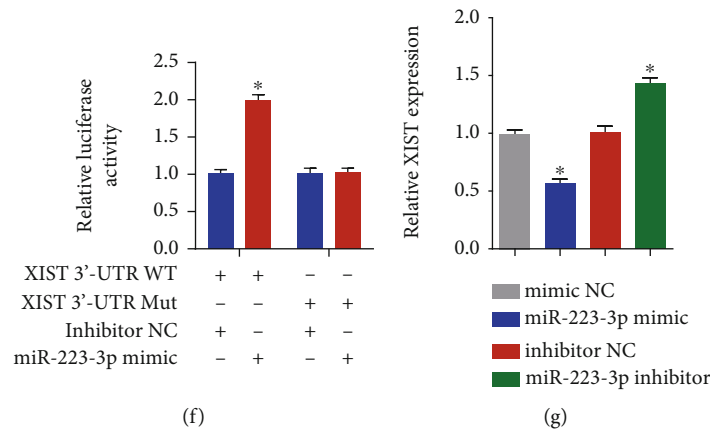 Relative luciferase
activity
2.5
2.0
1.5
1.0
0.5
0.0
*
XIST 3'-UTR WT + + – –
XIST 3'-UTR Mut – – + +
Inhibitor NC + – + –
miR-223-3p mimic – + – +
(f)
Relative XIST expression
2.0
1.5
1.0
0.5
0.0
*
*
mimic NC
miR-223-3p mimic
inhibitor NC
miR-223-3p inhibitor
(g)